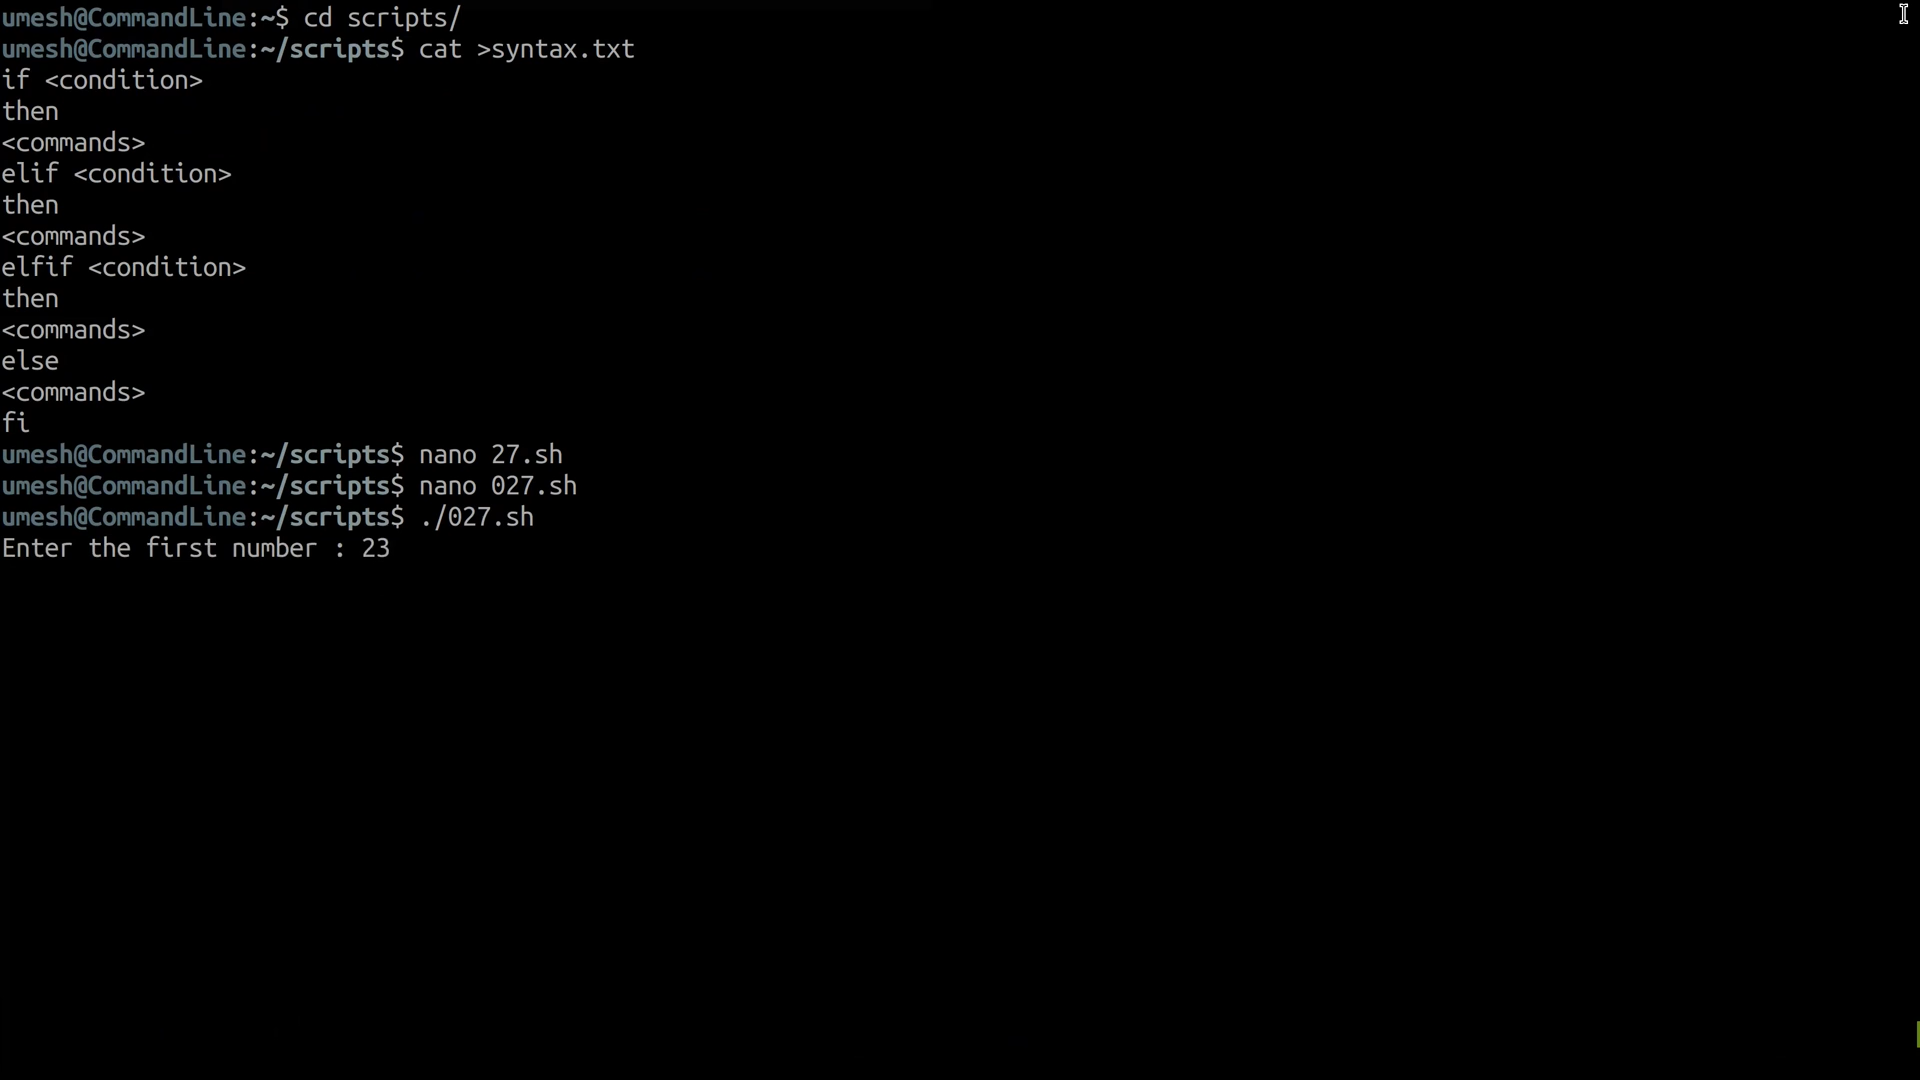 umesh@CommandLine:~$ cd scripts/
umesh@CommandLine:~/scripts$ cat >syntax.txt
if <condition>
then
<commands>
elif <condition>
then
<commands>
elfif <condition>
then
<commands>
else
<commands>
fi
umesh@CommandLine:~/scripts$ nano 27.sh
umesh@CommandLine:~/scripts$ nano 027.sh
umesh@CommandLine:~/scripts$ ./027.sh
Enter the first number : 23